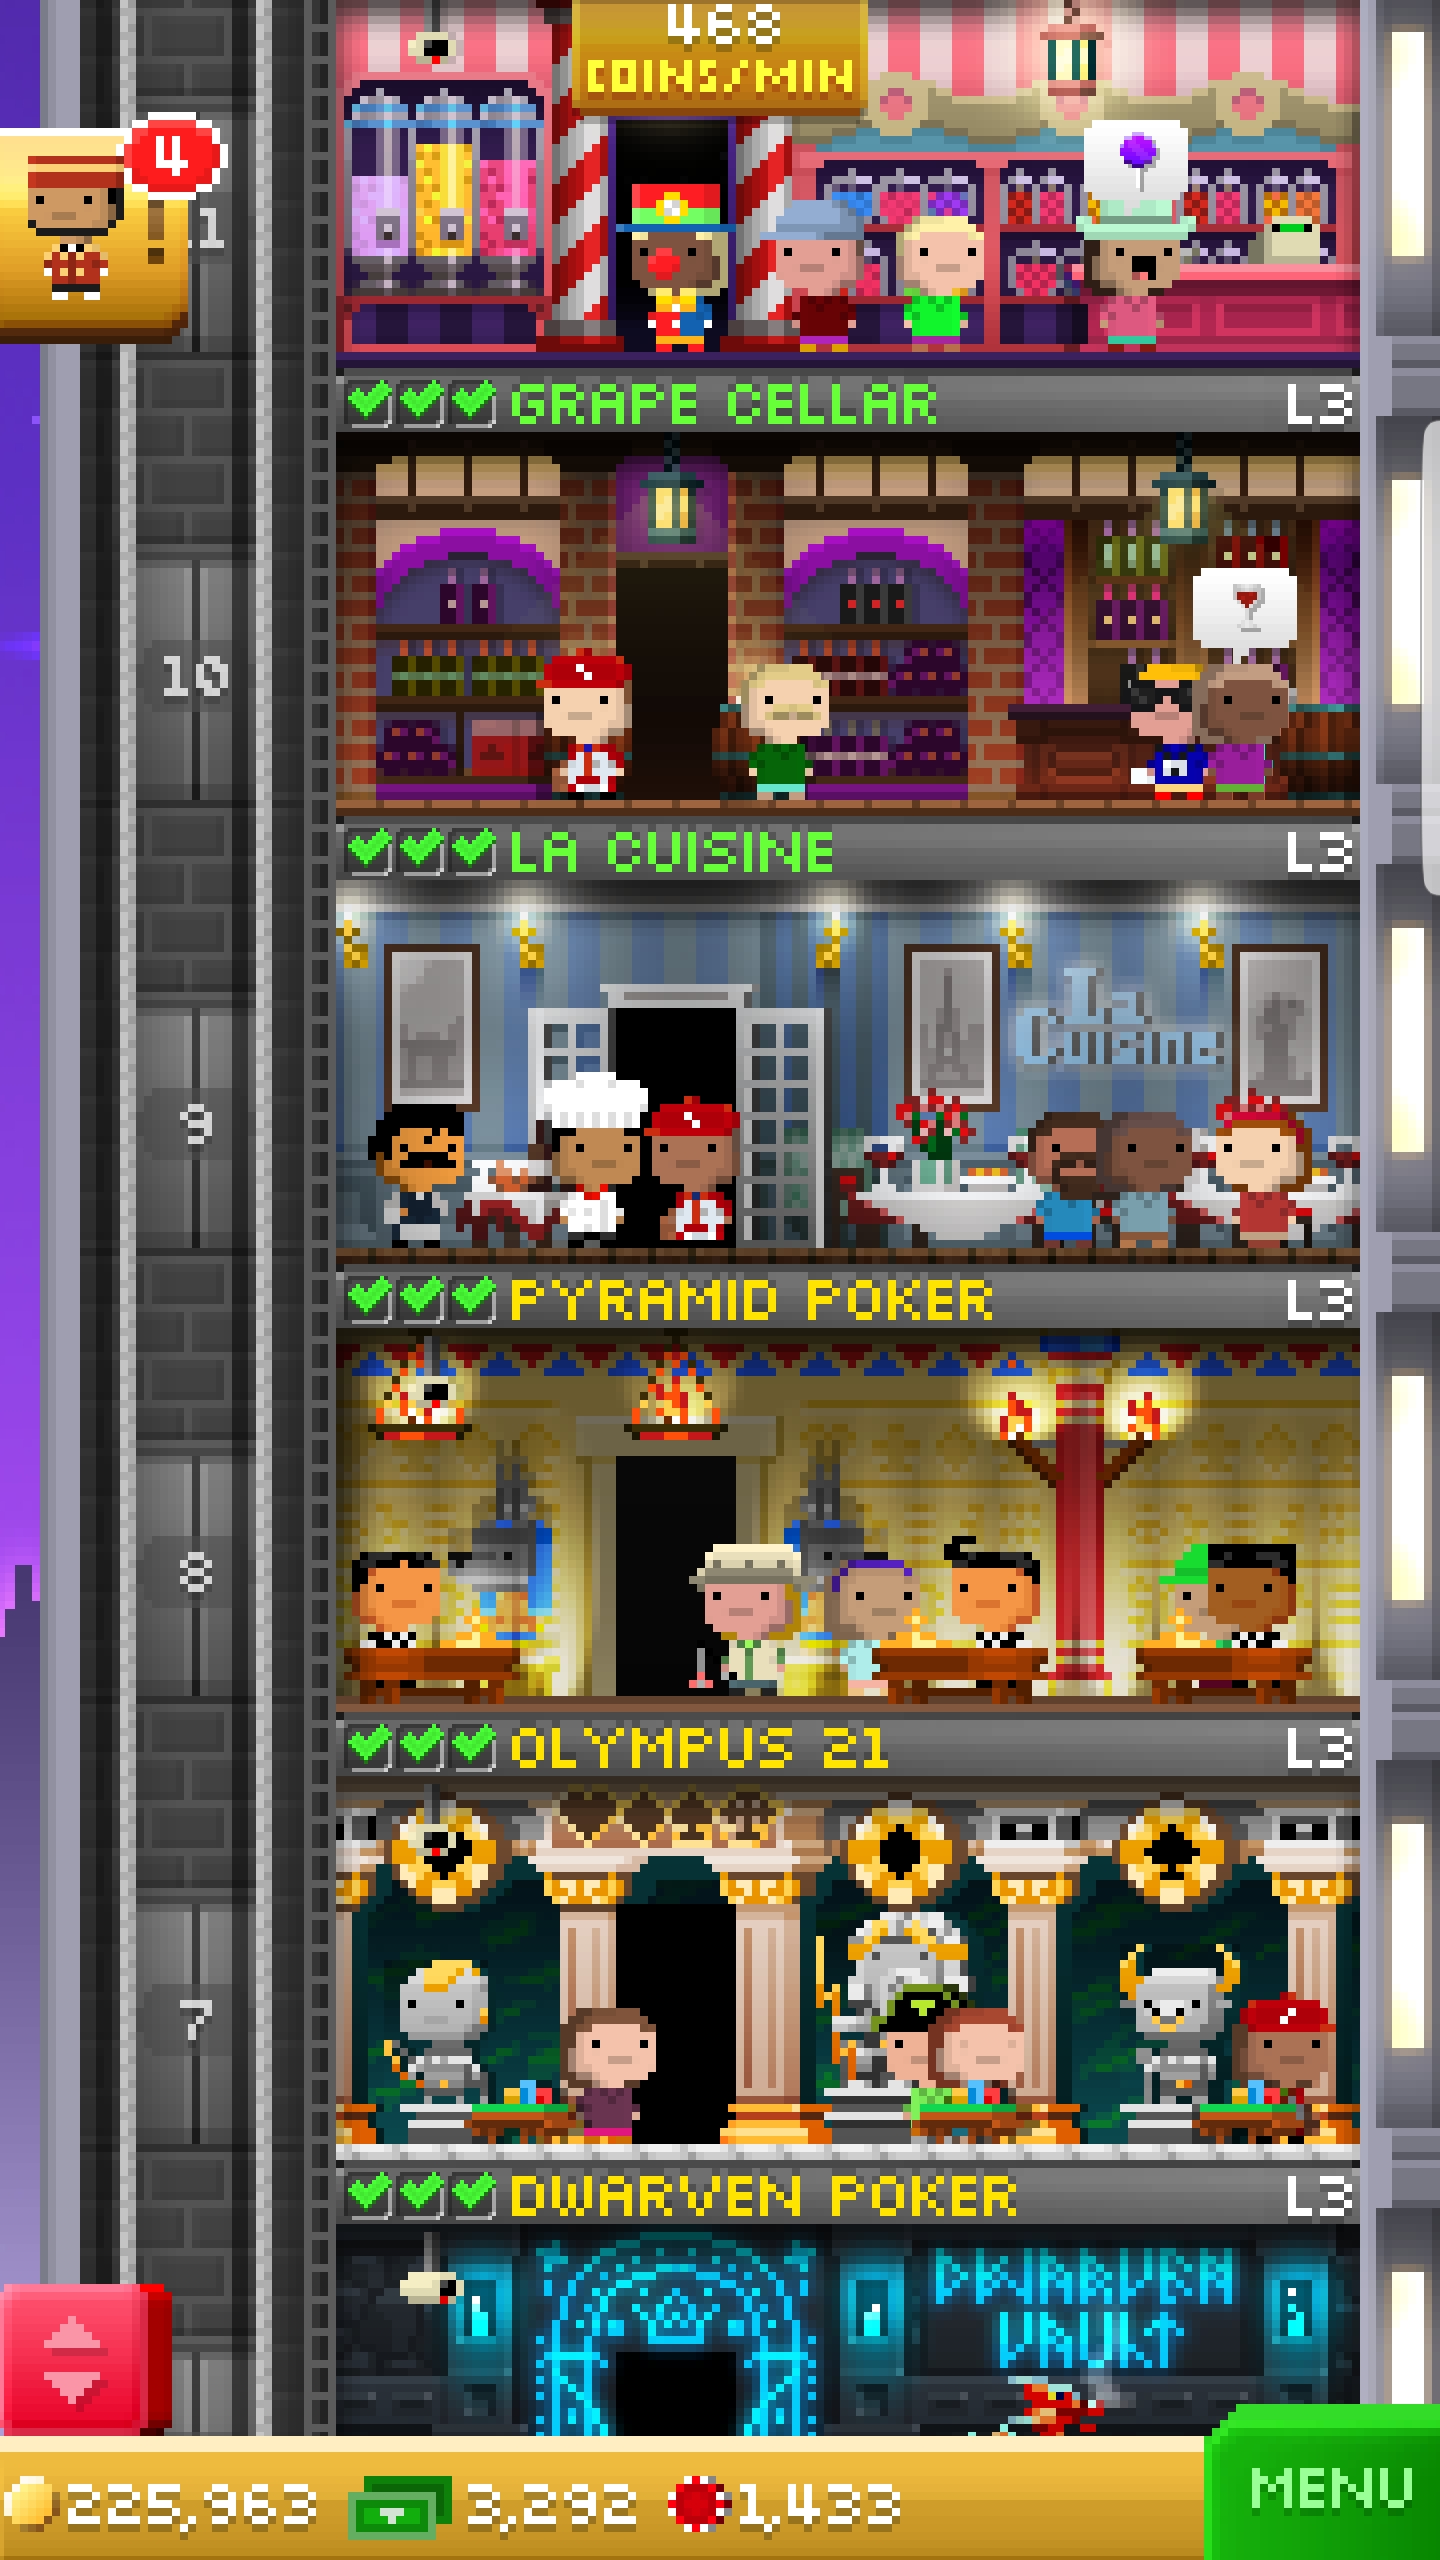 468
COINS/MIN
4
11
GRAPE CELLAR L3
10
LA CUISINE L3
La
Cuisine
9
PYRAMID POKER L3
8
OLYMPUS 21 L3
7
DWARVEN POKER L3
DWARVEN
VAULT
225,963 3,292 1,433
MENU